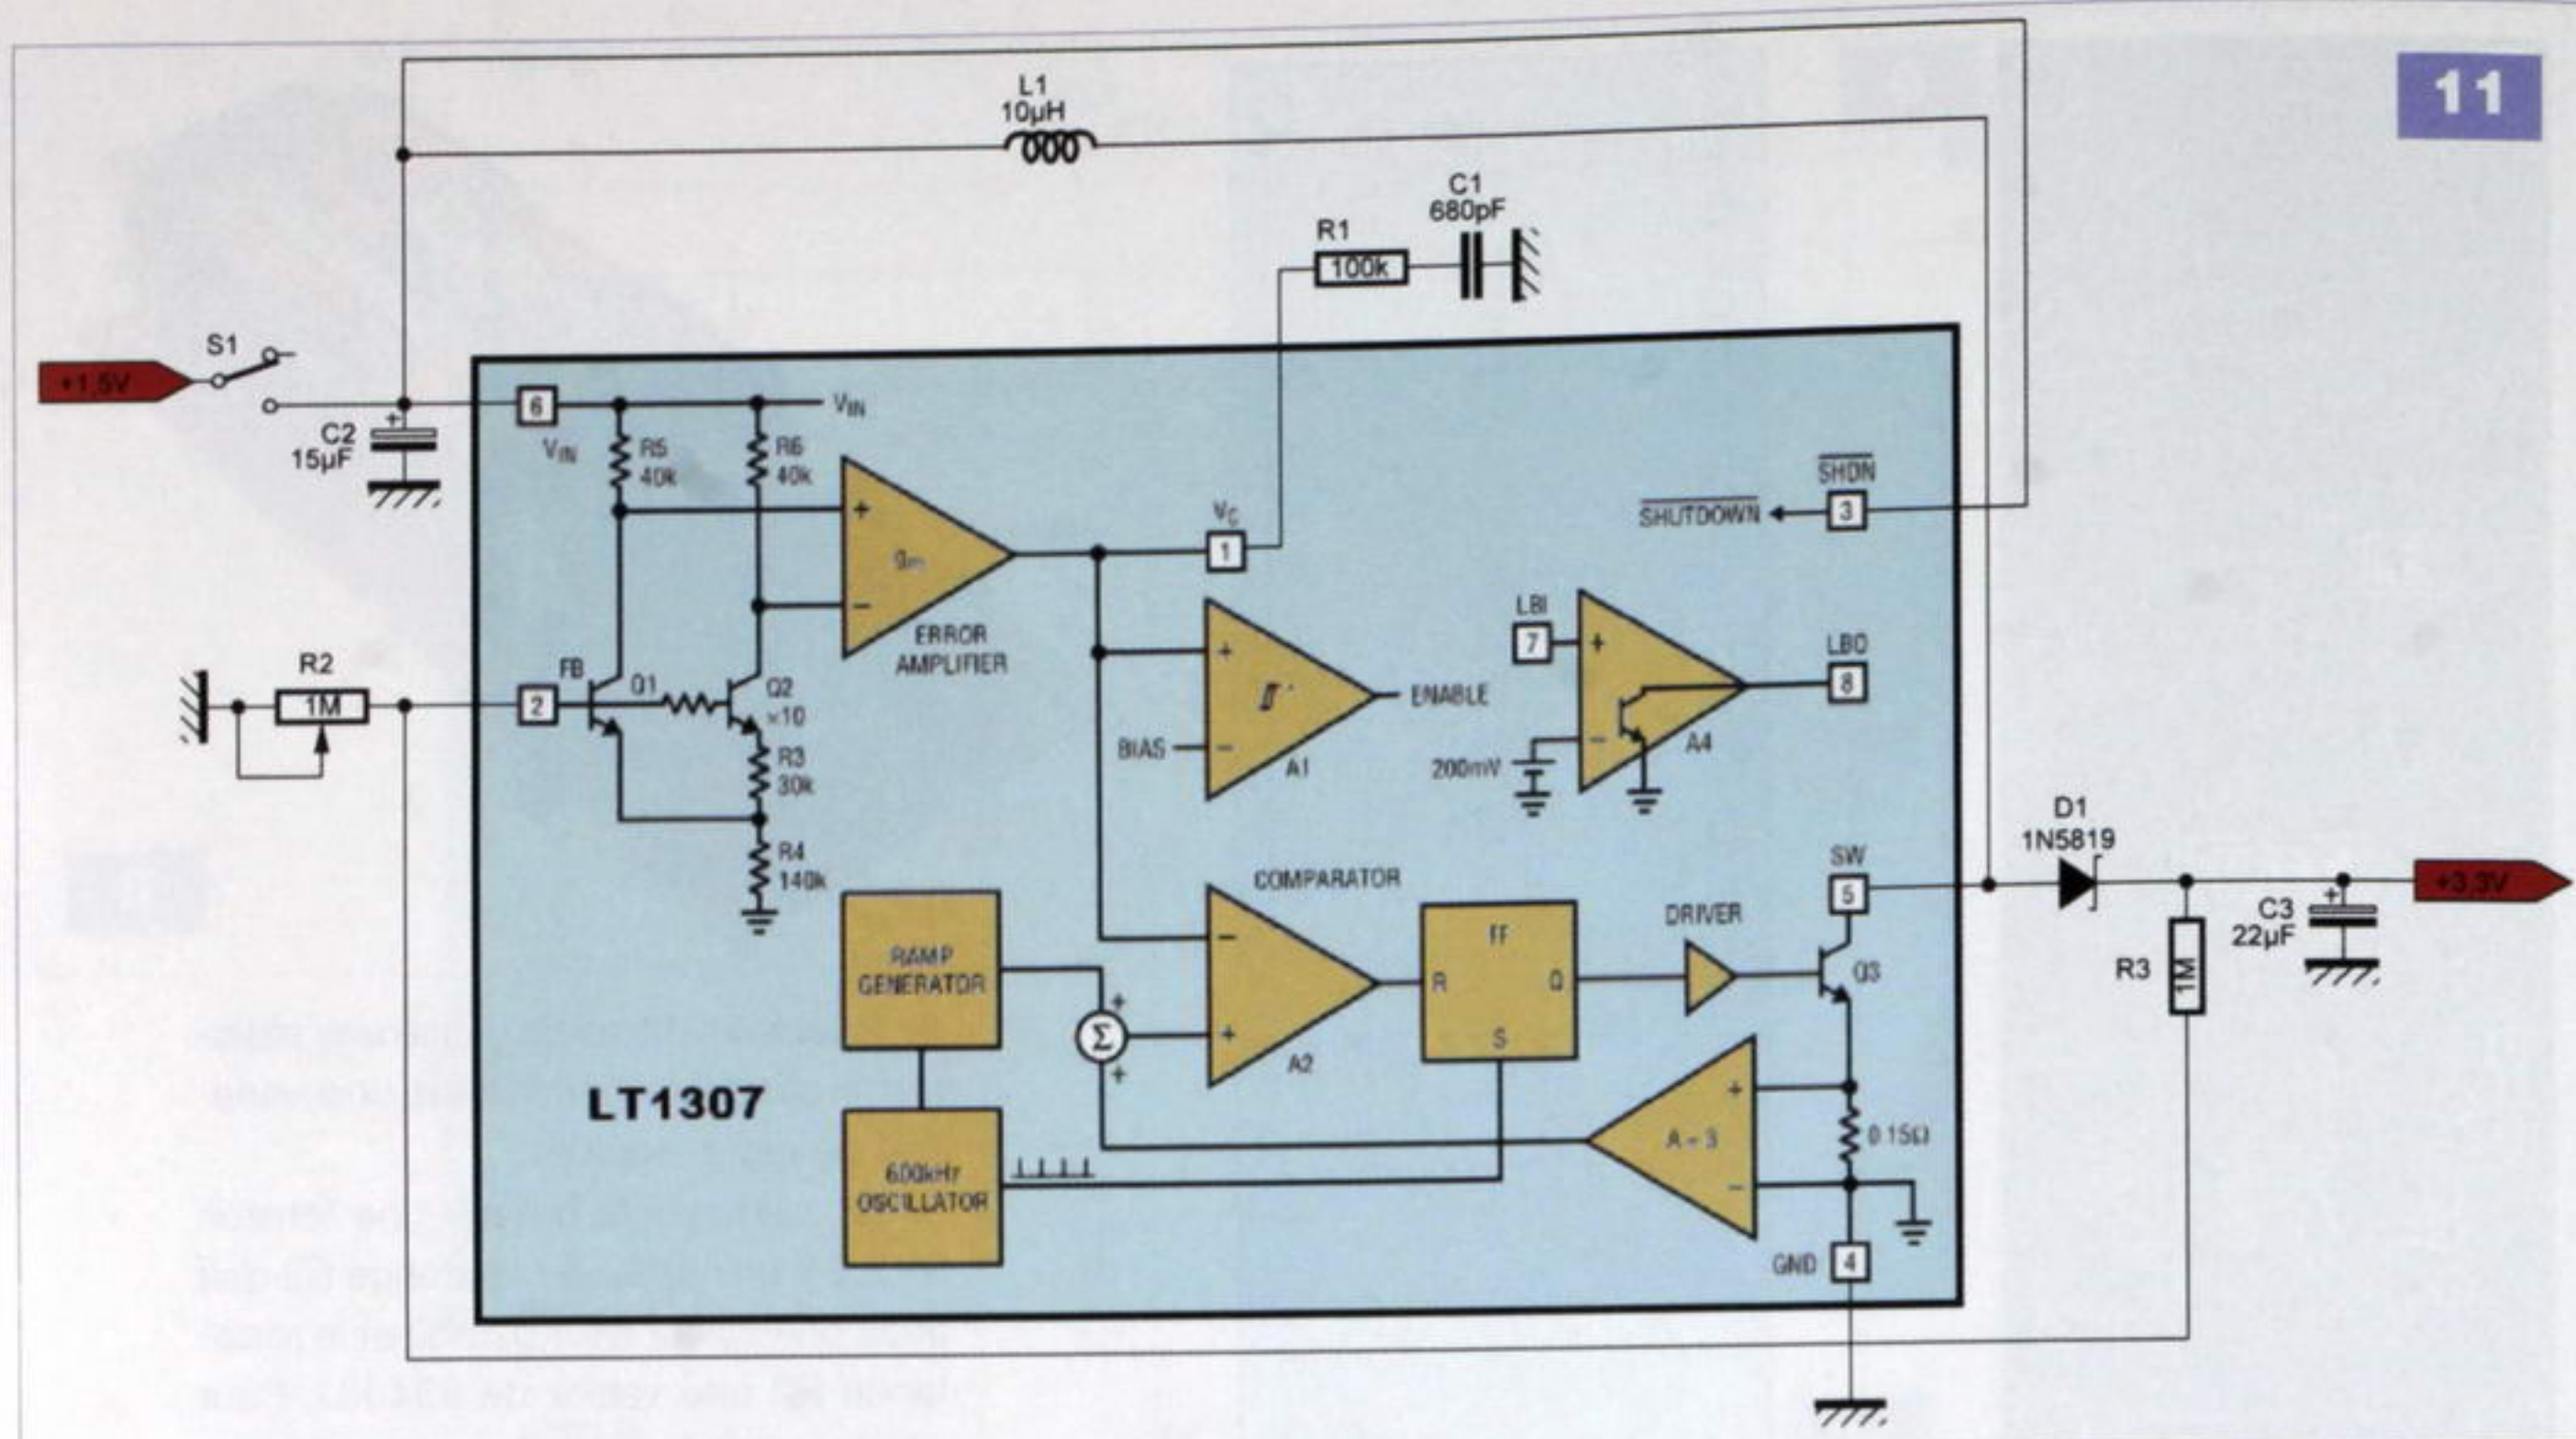 11
L1
10µH
C1
680pF
R1
100k
S1
+1,5V
C2
15µF
+
6
VIN
VIN
R5
40k
R6
40k
+
gm
−
ERROR
AMPLIFIER
VC
1
SHDN
3
SHUTDOWN
R2
1M
2
FB
Q1
Q2
×10
R3
30k
R4
140k
+
−
BIAS
ENABLE
A1
LBI
7
+
−
200mV
A4
LBO
8
COMPARATOR
−
+
A2
RAMP
GENERATOR
+
Σ
+
600kHz
OSCILLATOR
FF
R
Q
S
DRIVER
Q3
SW
5
A = 3
+
−
0.15Ω
GND
4
LT1307
D1
1N5819
+3,3V
+
C3
22µF
R3
1M